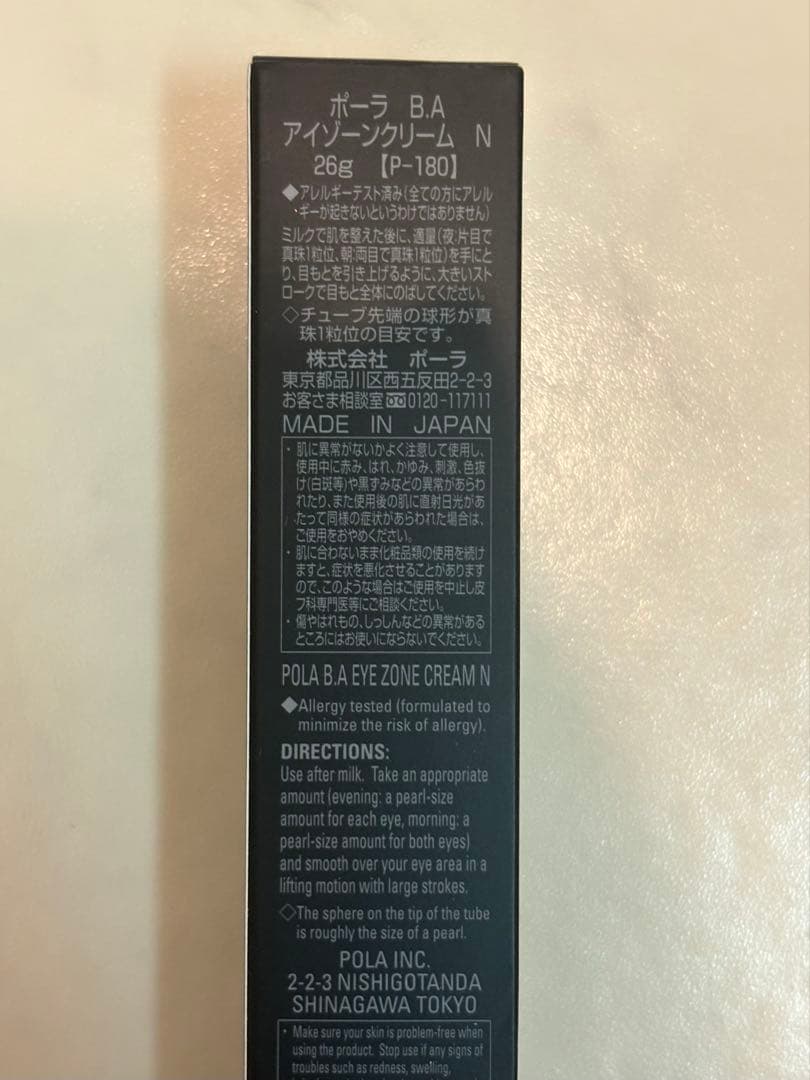 ポーラ B.A
アイゾーンクリーム N
26g 【P-180】
◆アレルギーテスト済み(全ての方にアレル
ギーが起きないというわけではありません)
ミルクで肌を整えた後に、適量(夜:片目で
真珠1粒位、朝:両目で真珠1粒位)を手にと
り、目もとを引き上げるように、大きいスト
ロークで目もと全体にのばしてください。
◇チューブ先端の球形が真
珠1粒位の目安です。
株式会社 ポーラ
東京都品川区西五反田2-2-3
お客さま相談室 0120-117111
MADE IN JAPAN
・肌に異常がないかよく注意して使用し、
使用中に赤み、はれ、かゆみ、刺激、色抜
け(白斑等)や黒ずみなどの異常があらわ
れたり、また使用後の肌に直射日光があ
たって同様の症状があらわれた場合は、
ご使用をおやめください。
・肌に合わないまま化粧品類の使用を続け
ますと、症状を悪化させることがあります
ので、このような場合はご使用を中止し皮
フ科専門医等にご相談ください。
・傷やはれもの、しっしんなどの異常がある
ところにはお使いにならないでください。
POLA B.A EYE ZONE CREAM N
◆Allergy tested (formulated to
minimize the risk of allergy).
DIRECTIONS:
Use after milk. Take an appropriate
amount (evening: a pearl-size
amount for each eye, morning: a
pearl-size amount for both eyes)
and smooth over your eye area in a
lifting motion with large strokes.
◇The sphere on the tip of the tube
is roughly the size of a pearl.
POLA INC.
2-2-3 NISHIGOTANDA
SHINAGAWA TOKYO
・Make sure your skin is problem-free when
using the product. Stop use if any signs of
troubles such as redness, swelling,